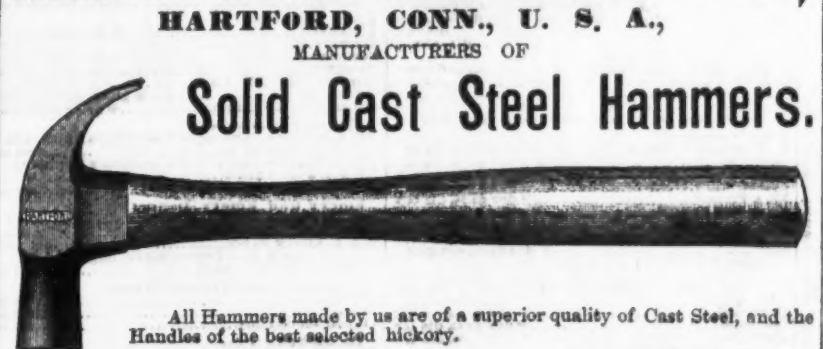 HARTFORD, CONN., U. S. A.,
MANUFACTURERS OF
Solid Cast Steel Hammers.
HARTFORD
All Hammers made by us are of a superior quality of Cast Steel, and the
Handles of the best selected hickory.